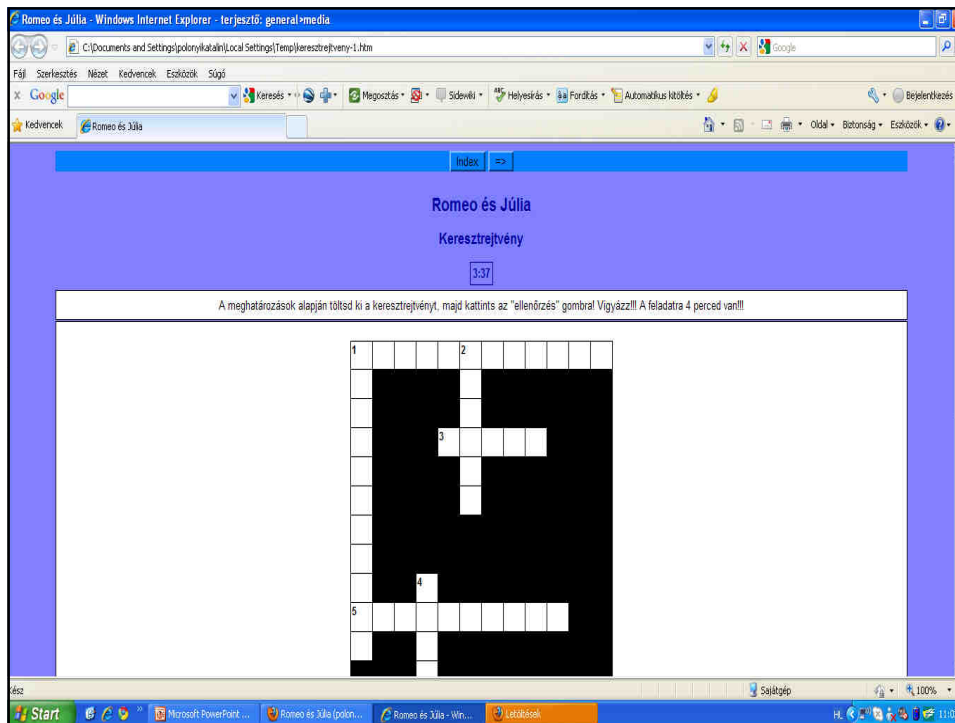 Romeo és Júlia - Windows Internet Explorer - terjesztő: general>media
C:\Documents and Settings\polonyikatalin\Local Settings\Temp\keresztrejtveny-1.htm
Google
Fájl Szerkesztés Nézet Kedvencek Eszközök Súgó
x Google Keresés Megosztás Sidewiki Helyesírás Fordítás Automatikus kitöltés Bejelentkezés
Kedvencek Romeo és Júlia Oldal Biztonság Eszközök
Index =>
Romeo és Júlia
Keresztrejtvény
3:37
A meghatározások alapján töltsd ki a keresztrejtvényt, majd kattints az "ellenőrzés" gombra! Vigyázz!!! A feladatra 4 perced van!!!
1 2
3
4
5
Kész Sajátgép 100%
Start Microsoft PowerPoint ... Romeo és Júlia (polon... Romeo és Júlia - Win... Letöltések HL